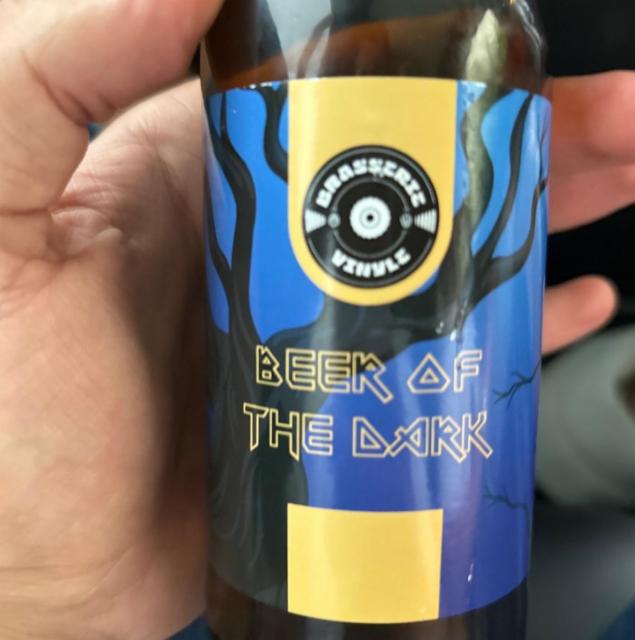 BRASSERIE
VINYLE
BEER OF
THE DARK